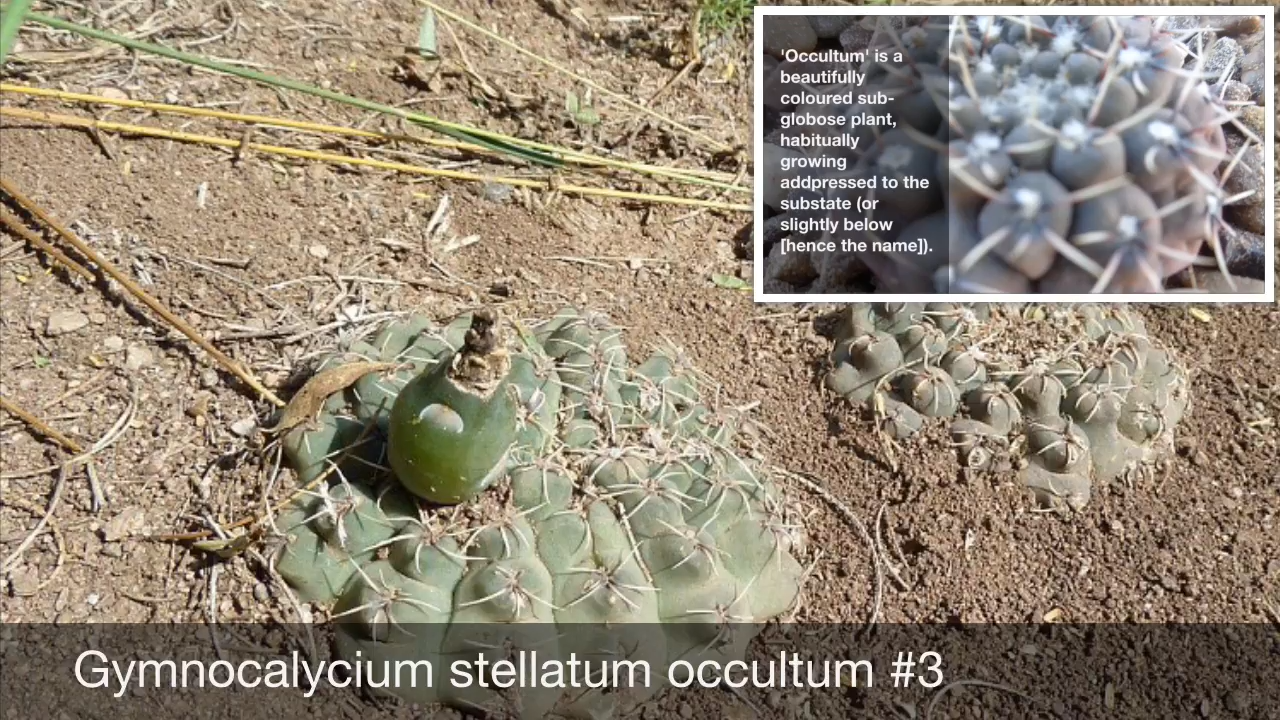 'Occultum' is a
beautifully
coloured sub-
globose plant,
habitually
growing
addpressed to the
substate (or
slightly below
[hence the name]).
Gymnocalycium stellatum occultum #3